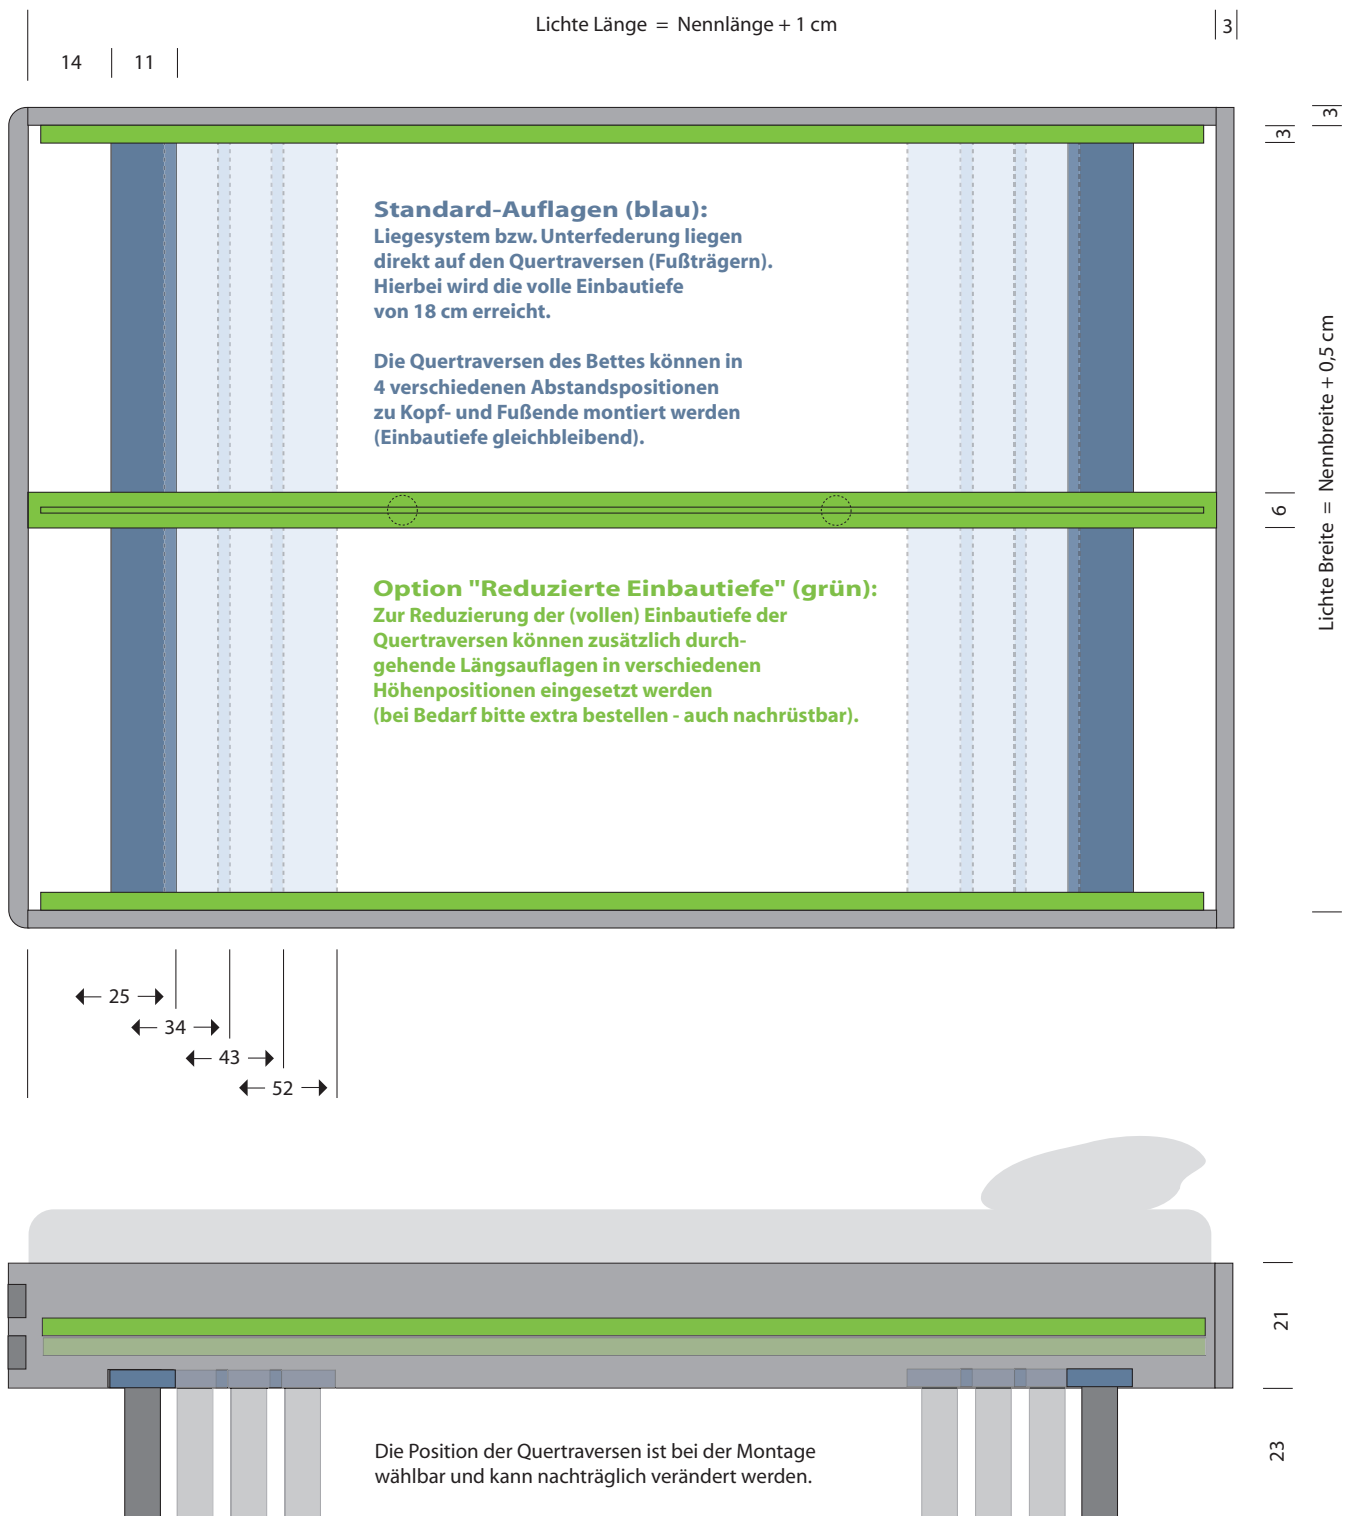 Lichte Länge = Nennlänge + 1 cm
3
14
11
3
3
Standard-Auflagen (blau):
Liegesystem bzw. Unterfederung liegen
direkt auf den Quertraversen (Fußträgern).
Hierbei wird die volle Einbautiefe
von 18 cm erreicht.
Die Quertraversen des Bettes können in
4 verschiedenen Abstandspositionen
zu Kopf- und Fußende montiert werden
(Einbautiefe gleichbleibend).
Lichte Breite = Nennbreite + 0,5 cm
6
Option "Reduzierte Einbautiefe" (grün):
Zur Reduzierung der (vollen) Einbautiefe der
Quertraversen können zusätzlich durch-
gehende Längsauflagen in verschiedenen
Höhenpositionen eingesetzt werden
(bei Bedarf bitte extra bestellen - auch nachrüstbar).
25
34
43
52
21
23
Die Position der Quertraversen ist bei der Montage
wählbar und kann nachträglich verändert werden.